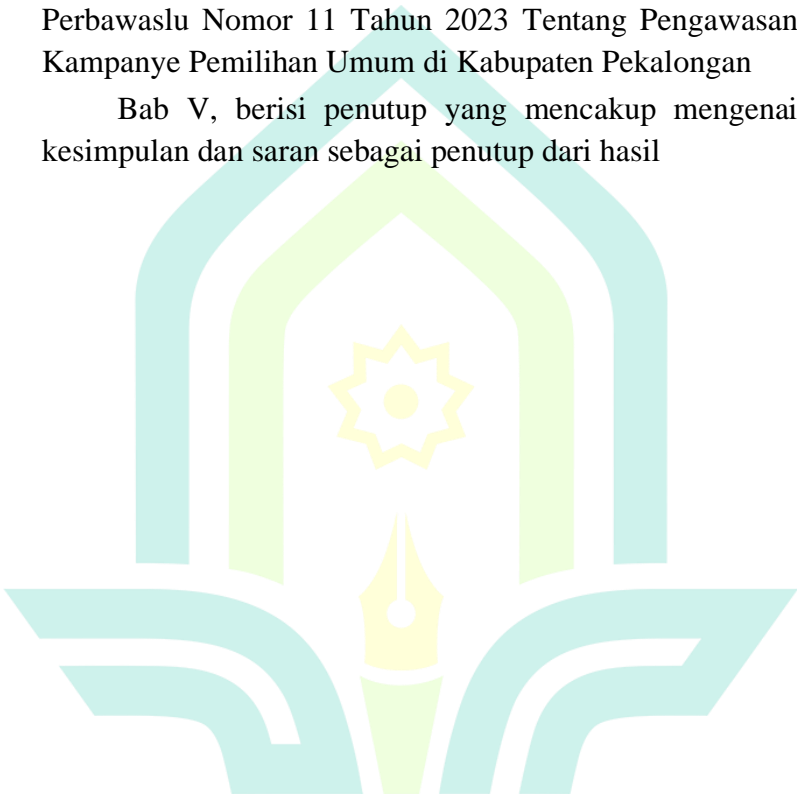 Perbawaslu Nomor 11 Tahun 2023 Tentang Pengawasan
Kampanye Pemilihan Umum di Kabupaten Pekalongan
Bab V, berisi penutup yang mencakup mengenai
kesimpulan dan saran sebagai penutup dari hasil